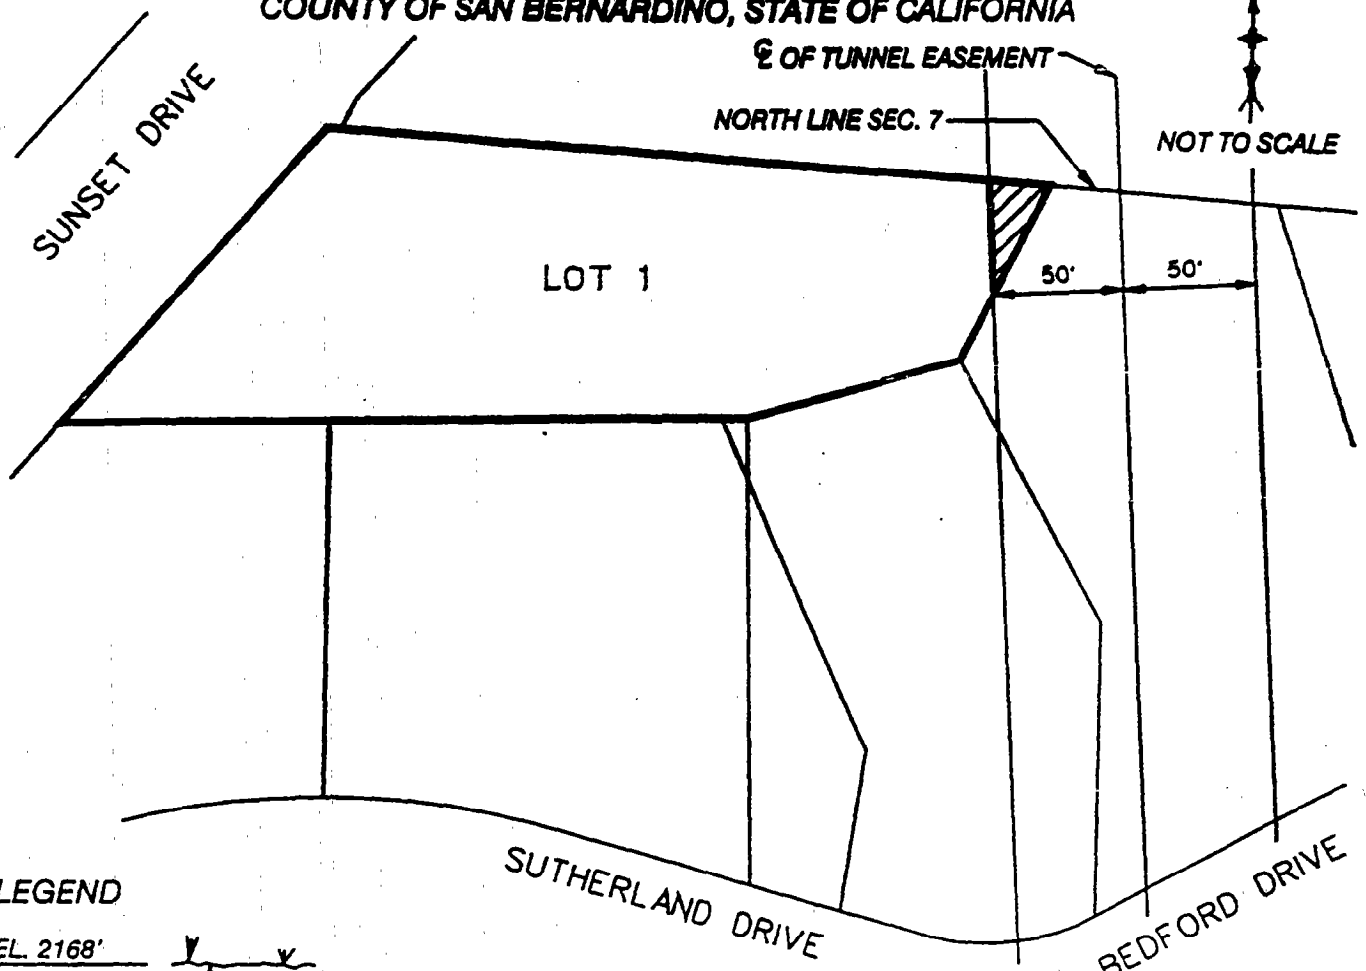 COUNTY OF SAN BERNARDINO, STATE OF CALIFORNIA
℄ OF TUNNEL EASEMENT
NORTH LINE SEC. 7
NOT TO SCALE
SUNSET DRIVE
LOT 1
50'
50'
SUTHERLAND DRIVE
BEDFORD DRIVE
LEGEND
EL. 2168'